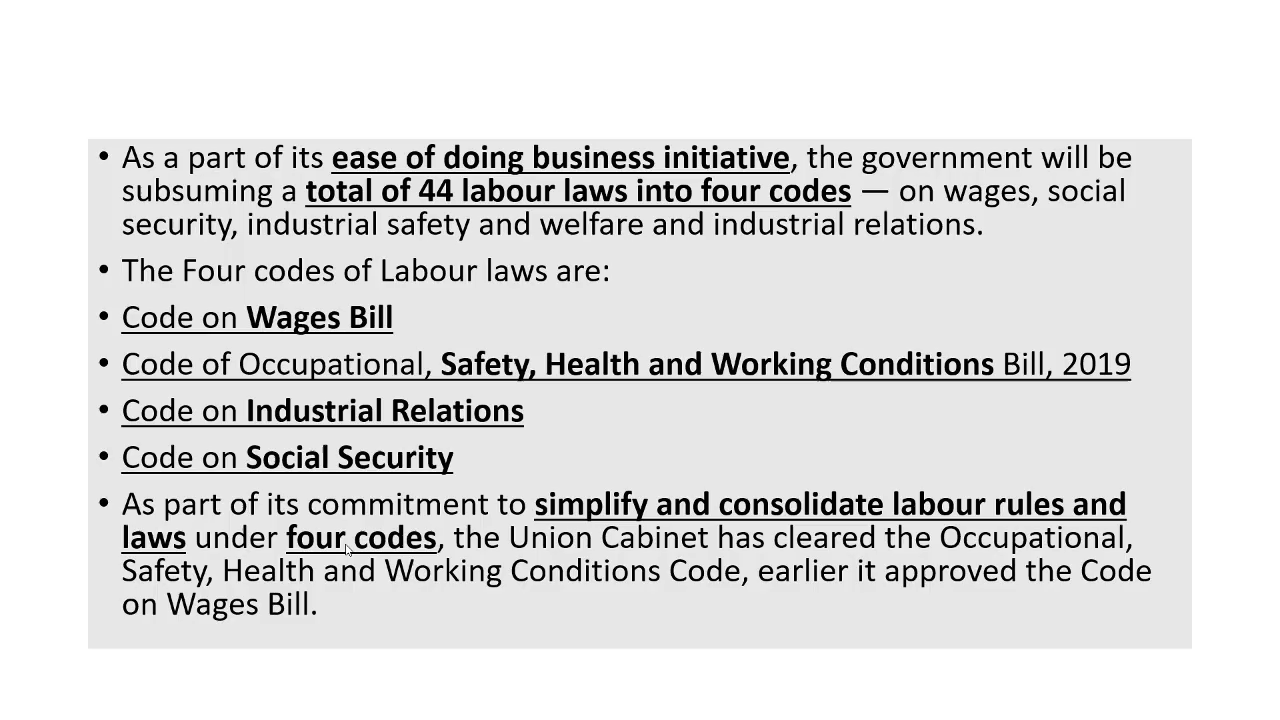 • As a part of its ease of doing business initiative, the government will be
subsuming a total of 44 labour laws into four codes — on wages, social
security, industrial safety and welfare and industrial relations.
• The Four codes of Labour laws are:
• Code on Wages Bill
• Code of Occupational, Safety, Health and Working Conditions Bill, 2019
• Code on Industrial Relations
• Code on Social Security
• As part of its commitment to simplify and consolidate labour rules and
laws under four codes, the Union Cabinet has cleared the Occupational,
Safety, Health and Working Conditions Code, earlier it approved the Code
on Wages Bill.